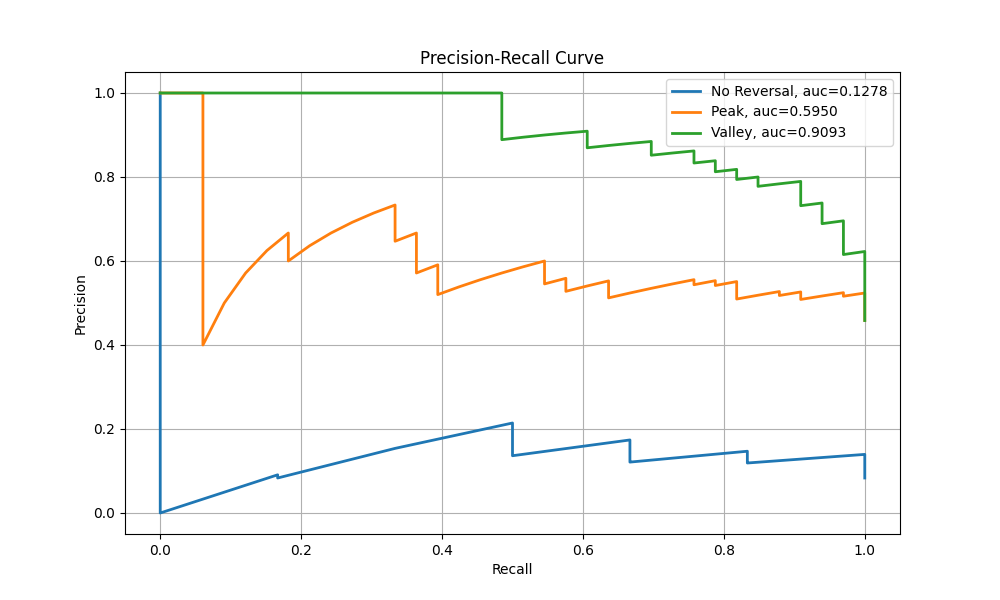 Precision-Recall Curve
No Reversal, auc=0.1278
Peak, auc=0.5950
Valley, auc=0.9093
Precision
1.0
0.8
0.6
0.4
0.2
0.0
0.0 0.2 0.4 0.6 0.8 1.0
Recall